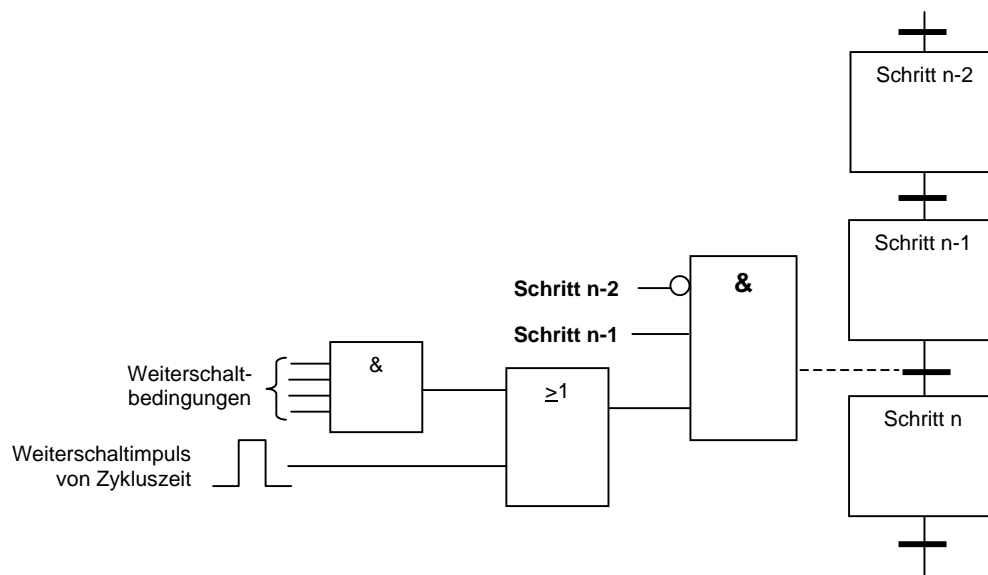 Schritt n-2
Schritt n-1
Schritt n-2
&
Schritt n-1
Weiterschalt-
bedingungen
&
≥1
Schritt n
Weiterschaltimpuls
von Zykluszeit